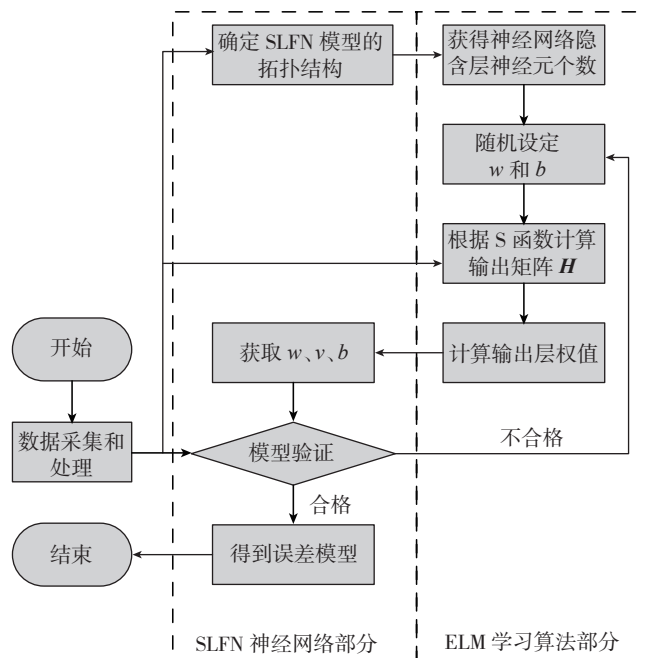 确定 SLFN 模型的
拓扑结构
获得神经网络隐
含层神经元个数
随机设定
w 和 b
根据 S 函数计算
输出矩阵 H
开始
获取 w、v、b
计算输出层权值
数据采集和
处理
模型验证
不合格
合格
结束
得到误差模型
SLFN 神经网络部分
ELM 学习算法部分